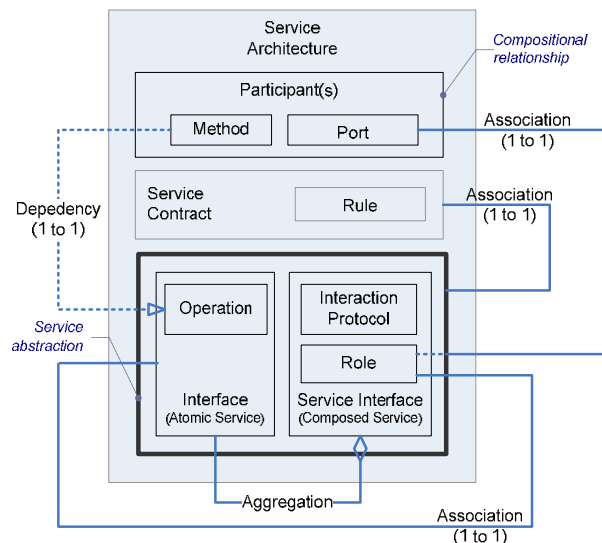 Service
Architecture
Compositional
relationship
Participant(s)
Method
Port
Association
(1 to 1)
Service
Contract
Rule
Association
(1 to 1)
Depedency
(1 to 1)
Operation
Interaction
Protocol
Role
Service
abstraction
Interface
(Atomic Service)
Service Interface
(Composed Service)
Aggregation
Association
(1 to 1)